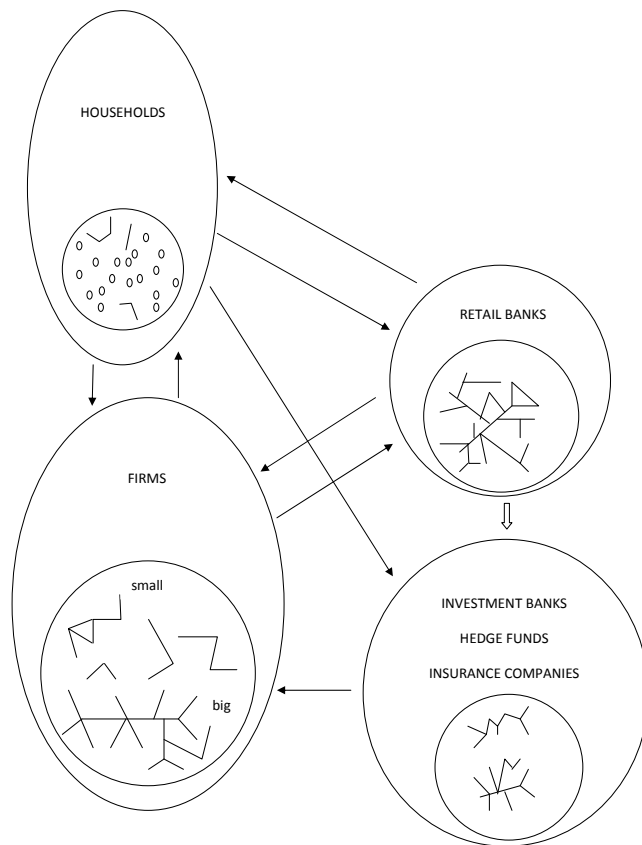 HOUSEHOLDS
RETAIL BANKS
FIRMS
small
big
INVESTMENT BANKS
HEDGE FUNDS
INSURANCE COMPANIES